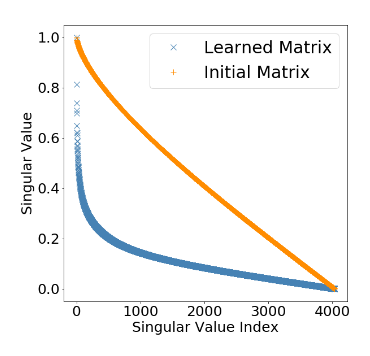 1.0
0.8
0.6
0.4
0.2
0.0
Singular Value
Learned Matrix
Initial Matrix
0 1000 2000 3000 4000
Singular Value Index